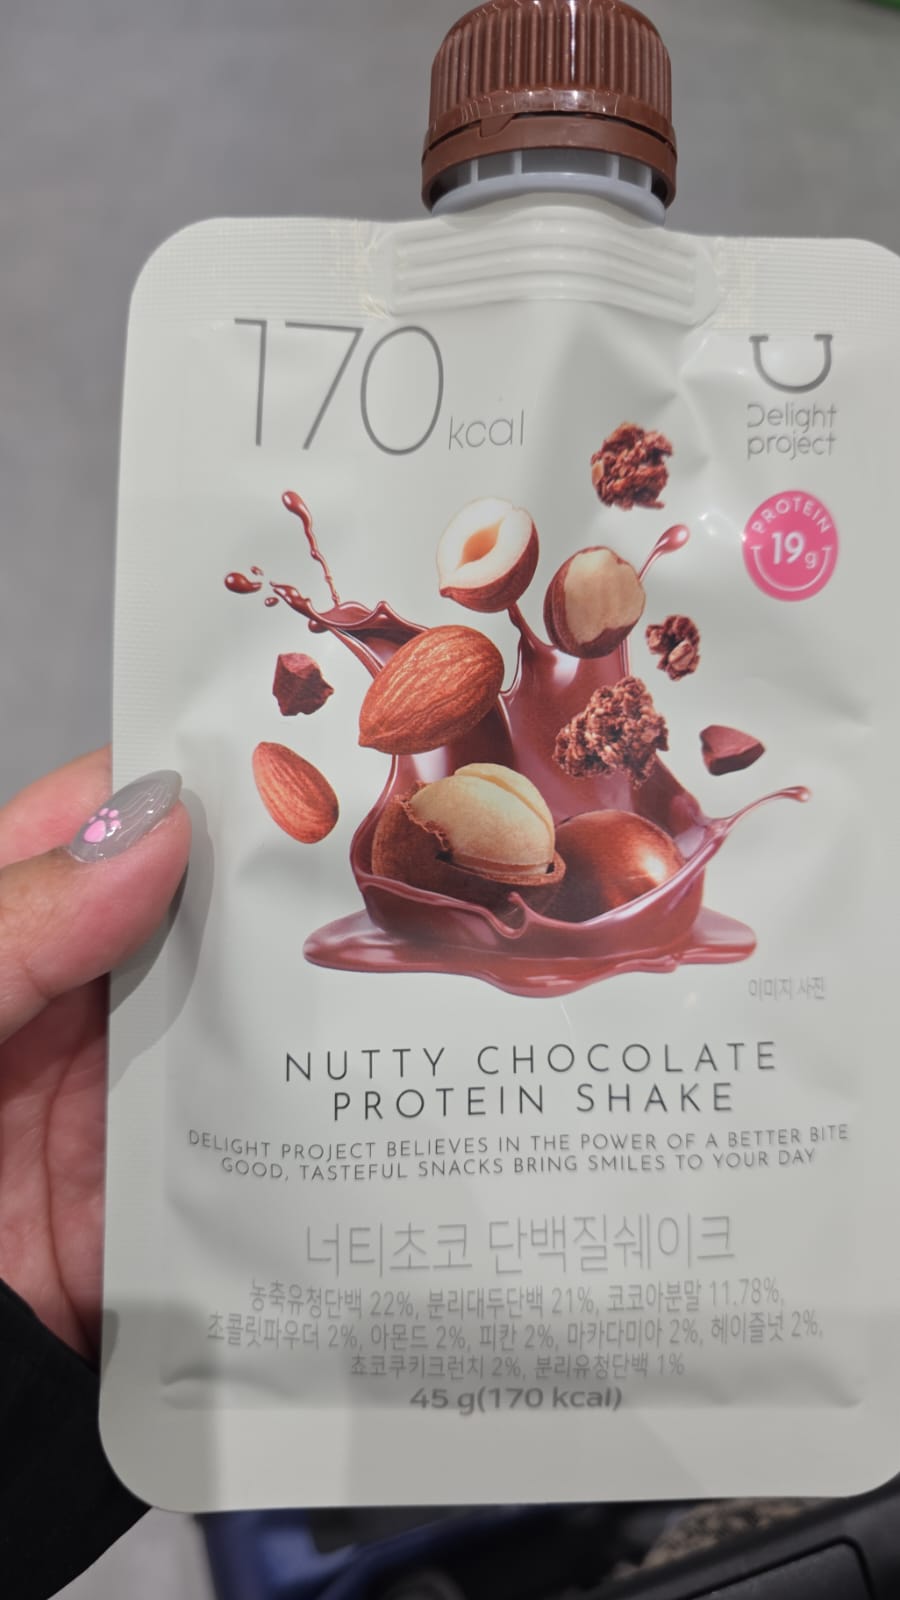 170 kcal
Delight
project
PROTEIN
19g
이미지 사진
NUTTY CHOCOLATE
PROTEIN SHAKE
DELIGHT PROJECT BELIEVES IN THE POWER OF A BETTER BITE
GOOD, TASTEFUL SNACKS BRING SMILES TO YOUR DAY
너티초코 단백질쉐이크
농축유청단백 22%, 분리대두단백 21%, 코코아분말 11.78%,
초콜릿파우더 2%, 아몬드 2%, 피칸 2%, 마카다미아 2%, 헤이즐넛 2%,
쵸코쿠키크런치 2%, 분리유청단백 1%
45 g(170 kcal)